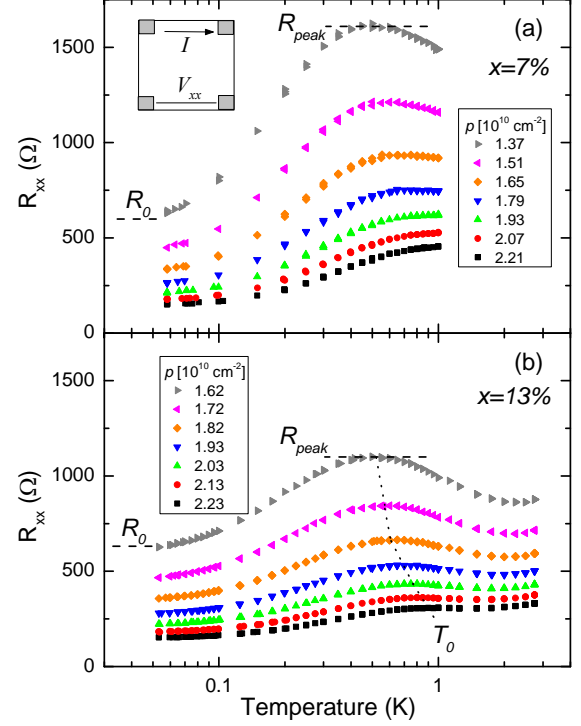 (a)
R_peak
I
V_xx
x=7%
p [10^10 cm^-2]
1.37
1.51
1.65
1.79
1.93
2.07
2.21
R_0
1500
1000
500
0
R_xx (Ω)
(b)
p [10^10 cm^-2]
1.62
1.72
1.82
1.93
2.03
2.13
2.23
x=13%
R_peak
R_0
T_0
1500
1000
500
0
R_xx (Ω)
0.1
1
Temperature (K)